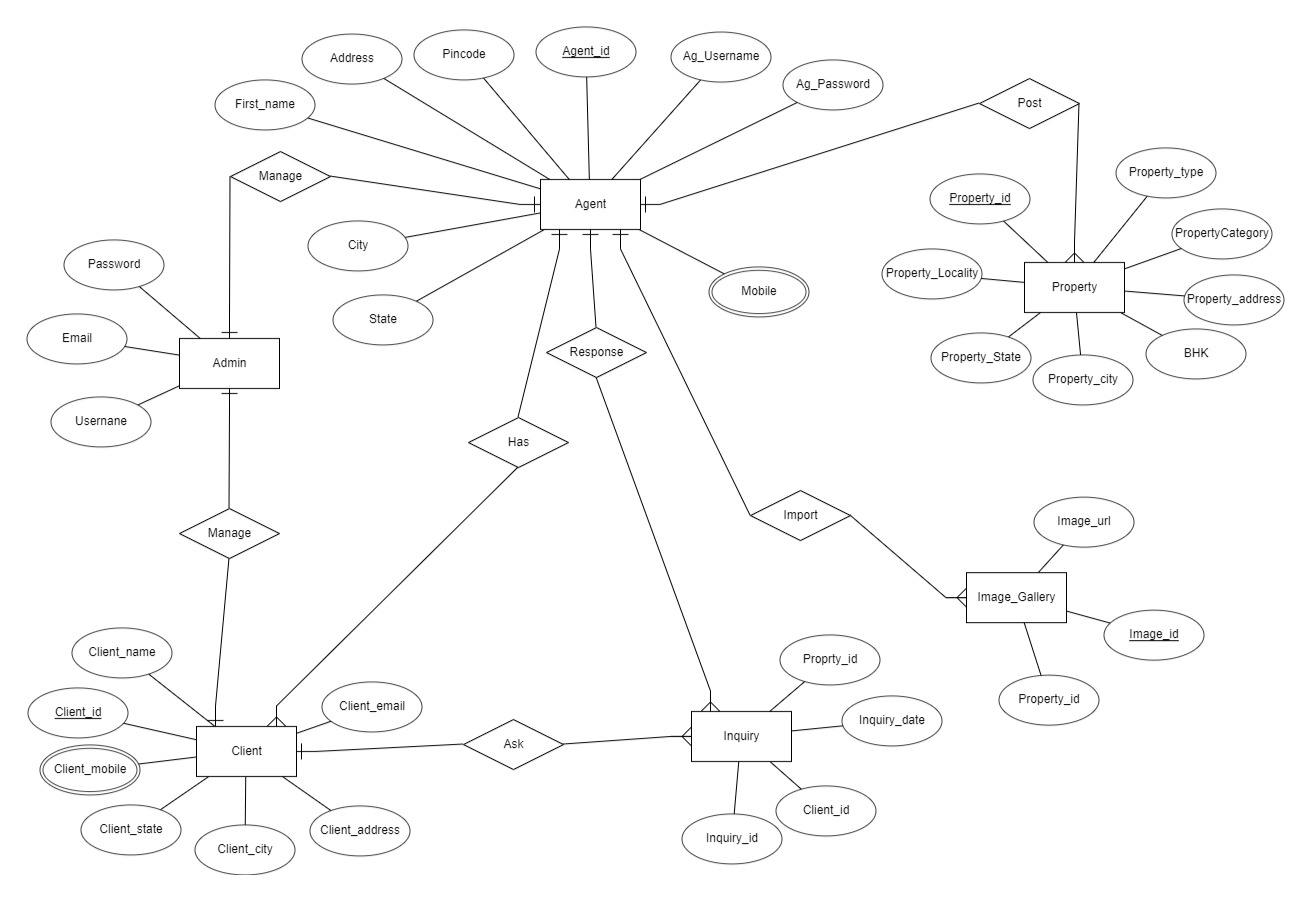 Address
Pincode
Agent_id
Ag_Username
Ag_Password
First_name
Post
Manage
Agent
Property_type
Property_id
PropertyCategory
City
Password
Property_Locality
Property
Property_address
Mobile
State
Email
Admin
Response
Property_State
Property_city
BHK
Usernane
Has
Import
Image_url
Manage
Image_Gallery
Image_id
Client_name
Proprty_id
Property_id
Client_id
Client_email
Inquiry_date
Client
Ask
Inquiry
Client_mobile
Client_state
Client_city
Client_address
Client_id
Inquiry_id